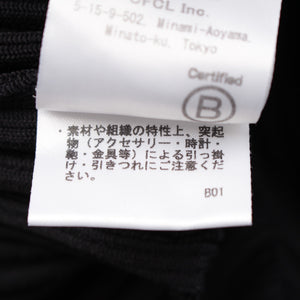 CFCL Inc.
5-15-9-502, Minami-Aoyama,
Minato-ku, Tokyo
Certified
B
・素材や組織の特性上、突起
物（アクセサリー・時計・
鞄・金具等）による引っ掛
け・引きつれにご注意くださ
い。
B01